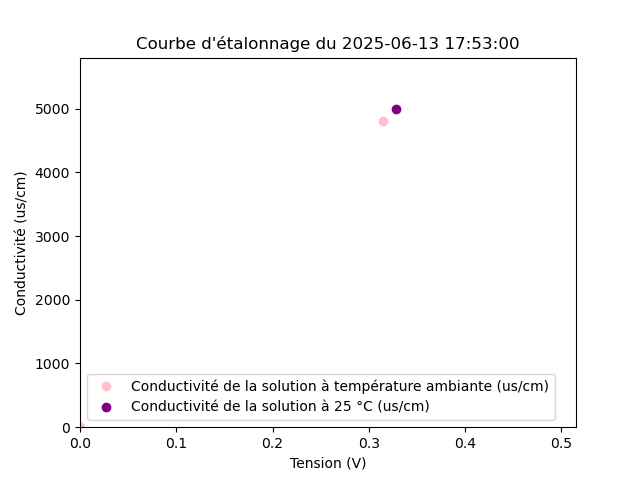 Courbe d'étalonnage du 2025-06-13 17:53:00
Conductivité (us/cm)
5000
4000
3000
2000
1000
0
Conductivité de la solution à température ambiante (us/cm)
Conductivité de la solution à 25 °C (us/cm)
0.0 0.1 0.2 0.3 0.4 0.5
Tension (V)